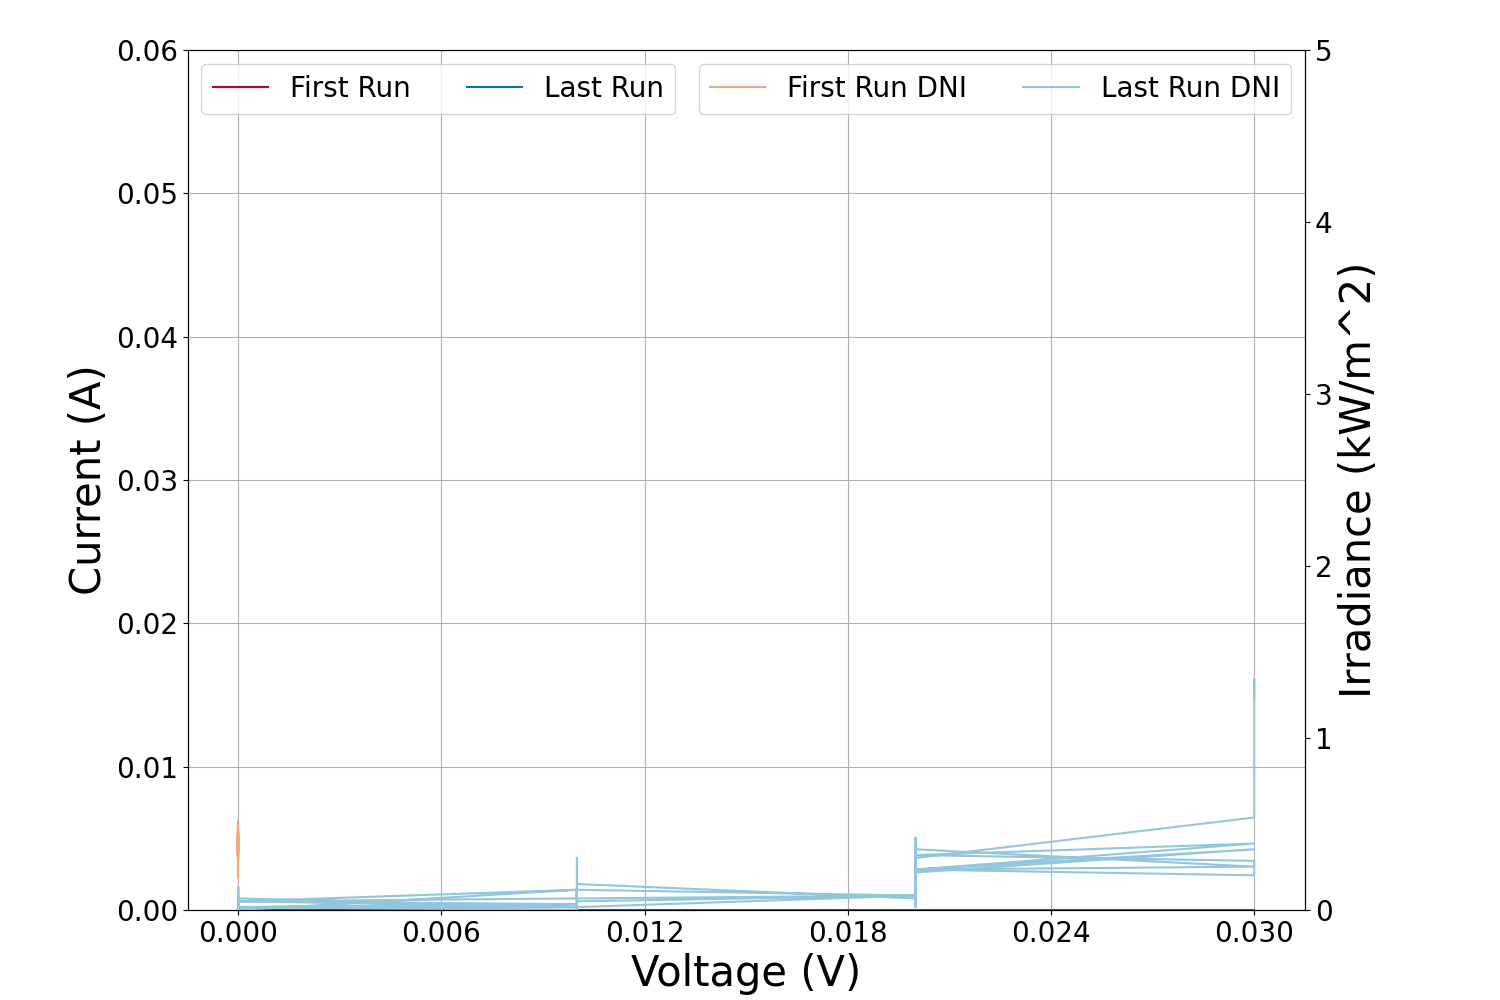 First Run Last Run First Run DNI Last Run DNI
0.06
0.05
0.04
0.03
0.02
0.01
0.00
Current (A)
5
4
3
2
1
0
Irradiance (kW/m^2)
0.000 0.006 0.012 0.018 0.024 0.030
Voltage (V)